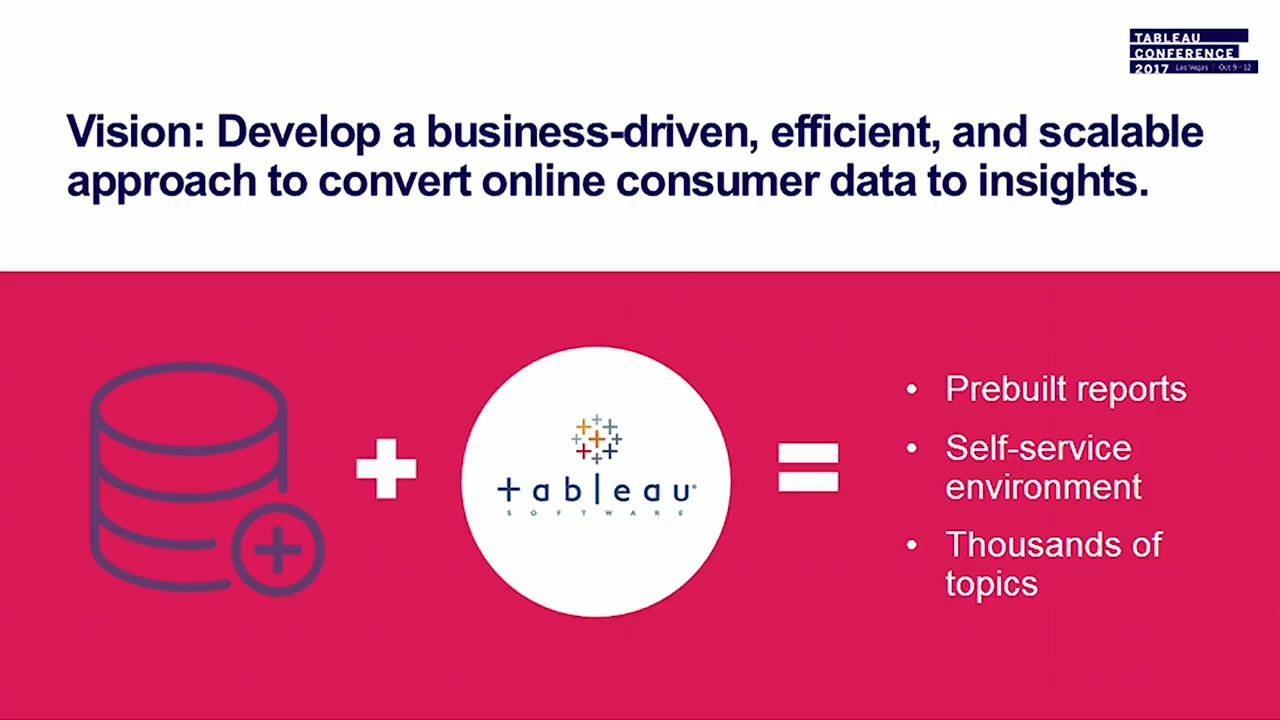 TABLEAU
CONFERENCE
2017 Las Vegas | Oct 9-12
Vision: Develop a business-driven, efficient, and scalable
approach to convert online consumer data to insights.
+ableau®
SOFTWARE
• Prebuilt reports
• Self-service
environment
• Thousands of
topics